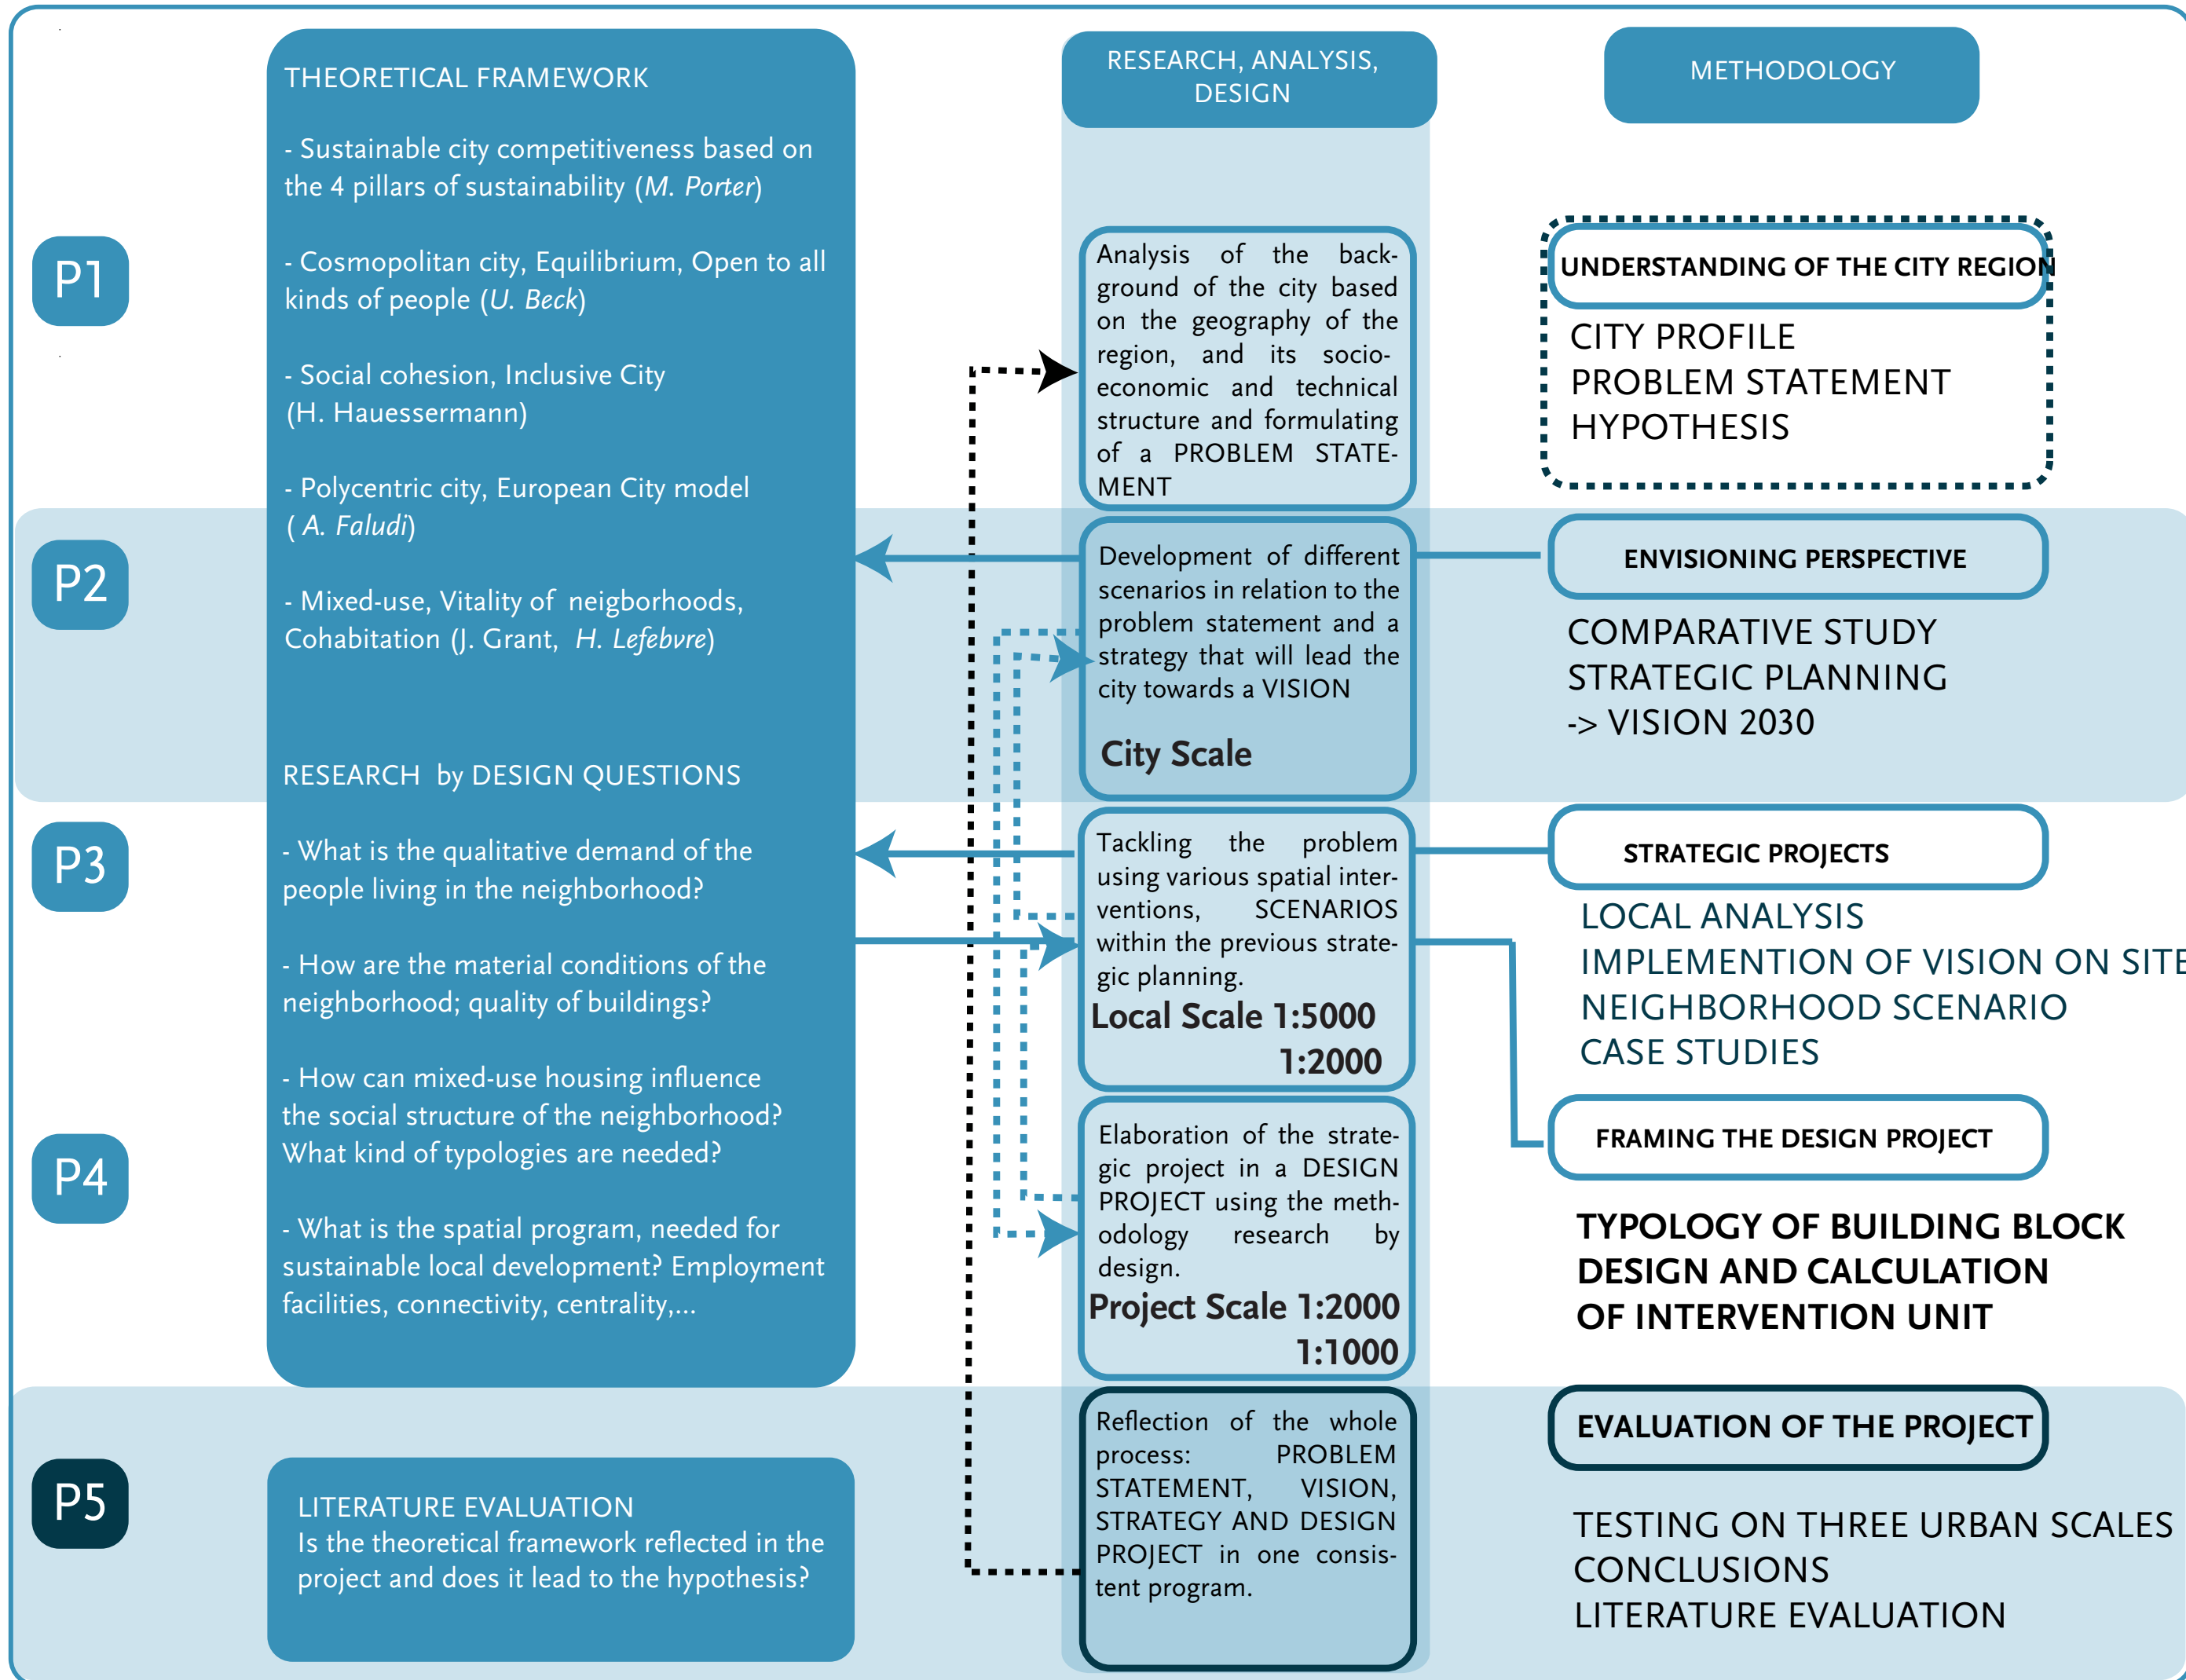 THEORETICAL FRAMEWORK
- Sustainable city competitiveness based on
the 4 pillars of sustainability (M. Porter)
- Cosmopolitan city, Equilibrium, Open to all
kinds of people (U. Beck)
- Social cohesion, Inclusive City
(H. Hauessermann)
- Polycentric city, European City model
( A. Faludi)
- Mixed-use, Vitality of neigborhoods,
Cohabitation (J. Grant, H. Lefebvre)
RESEARCH by DESIGN QUESTIONS
- What is the qualitative demand of the
people living in the neighborhood?
- How are the material conditions of the
neighborhood; quality of buildings?
- How can mixed-use housing influence
the social structure of the neighborhood?
What kind of typologies are needed?
- What is the spatial program, needed for
sustainable local development? Employment
facilities, connectivity, centrality,...
LITERATURE EVALUATION
Is the theoretical framework reflected in the
project and does it lead to the hypothesis?
P1
P2
P3
P4
P5
RESEARCH, ANALYSIS,
DESIGN
Analysis of the back-
ground of the city based
on the geography of the
region, and its socio-
economic and technical
structure and formulating
of a PROBLEM STATE-
MENT
Development of different
scenarios in relation to the
problem statement and a
strategy that will lead the
city towards a VISION
City Scale
Tackling the problem
using various spatial inter-
ventions, SCENARIOS
within the previous strate-
gic planning.
Local Scale 1:5000
1:2000
Elaboration of the strate-
gic project in a DESIGN
PROJECT using the meth-
odology research by
design.
Project Scale 1:2000
1:1000
Reflection of the whole
process: PROBLEM
STATEMENT, VISION,
STRATEGY AND DESIGN
PROJECT in one consis-
tent program.
METHODOLOGY
UNDERSTANDING OF THE CITY REGION
CITY PROFILE
PROBLEM STATEMENT
HYPOTHESIS
ENVISIONING PERSPECTIVE
COMPARATIVE STUDY
STRATEGIC PLANNING
-> VISION 2030
STRATEGIC PROJECTS
LOCAL ANALYSIS
IMPLEMENTION OF VISION ON SITE
NEIGHBORHOOD SCENARIO
CASE STUDIES
FRAMING THE DESIGN PROJECT
TYPOLOGY OF BUILDING BLOCK
DESIGN AND CALCULATION
OF INTERVENTION UNIT
EVALUATION OF THE PROJECT
TESTING ON THREE URBAN SCALES
CONCLUSIONS
LITERATURE EVALUATION